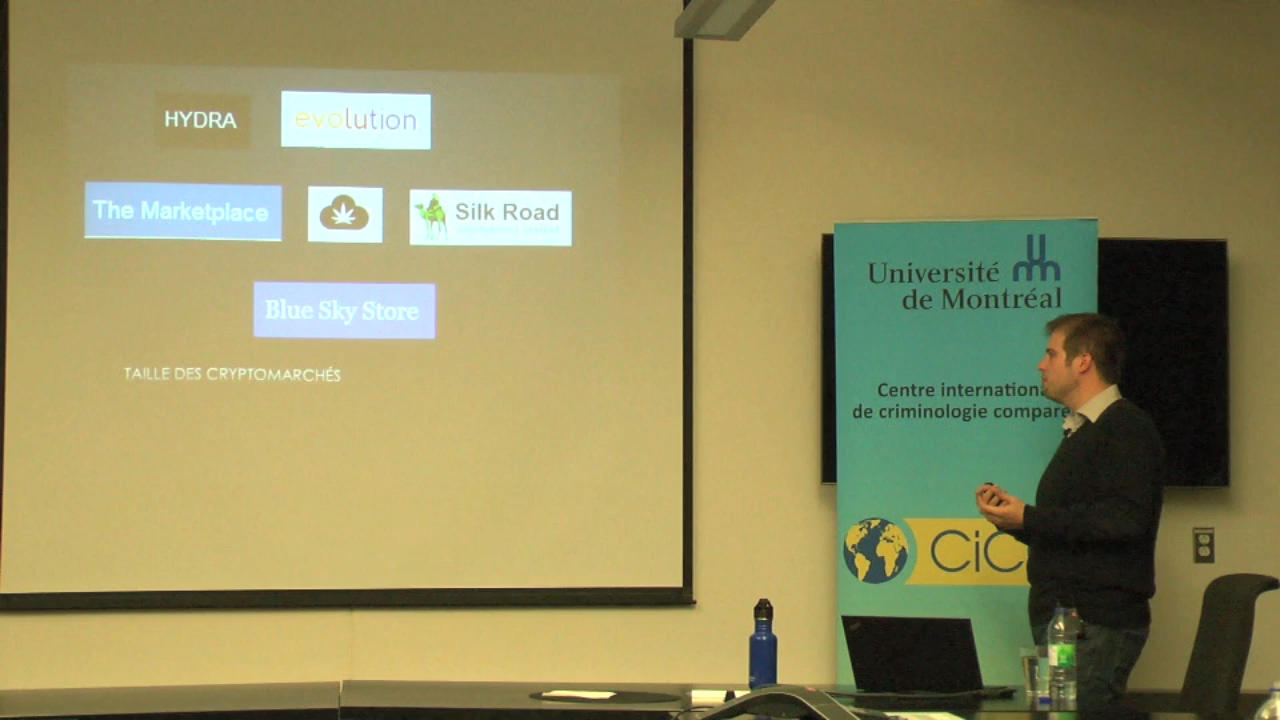 HYDRA
evolution
The Marketplace
Silk Road
Blue Sky Store
TAILLE DES CRYPTOMARCHÉS
Université
de Montréal
Centre internationa
de criminologie compare
CiC